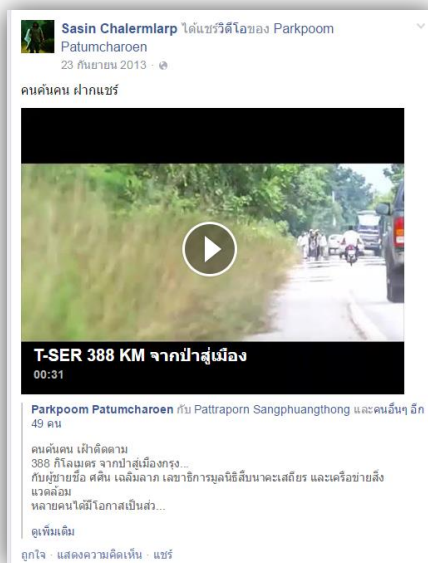 Sasin Chalermlarp ได้แชร์วิดีโอของ Parkpoom
Patumcharoen
23 กันยายน 2013
คนค้นฅน ฝากแชร์
T-SER 388 KM จากป่าสู่เมือง
00:31
Parkpoom Patumcharoen กับ Pattraporn Sangphuangthong และคนอื่นๆ อีก
49 คน
คนค้นฅน เฝ้าติดตาม
388 กิโลเมตร จากป่าสู่เมืองกรุง...
กับผู้ชายชื่อ ศศิน เฉลิมลาภ เลขาธิการมูลนิธิสืบนาคะเสถียร และเครือข่ายสิ่ง
แวดล้อม
หลายคนได้มีโอกาสเป็นส่ว...
ดูเพิ่มเติม
ถูกใจ · แสดงความคิดเห็น · แชร์